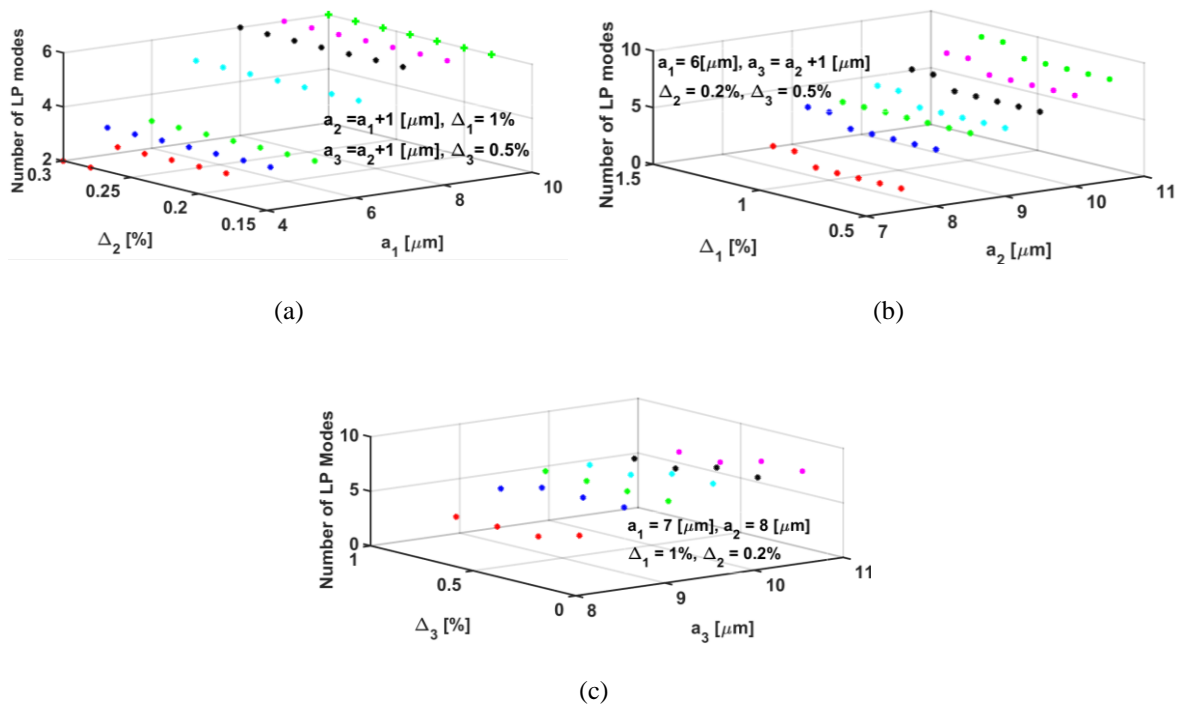 Number of LP modes
6
4
2
0.3
0.25
0.2
0.15
Δ2 [%]
4
6
8
10
a1 [μm]
a2 =a1+1 [μm], Δ1= 1%
a3 =a2+1 [μm], Δ3= 0.5%
(a)
Number of LP modes
10
5
0
1.5
1
0.5
Δ1 [%]
7
8
9
10
11
a2 [μm]
a1= 6[μm], a3 = a2 +1 [μm]
Δ2 = 0.2%, Δ3 = 0.5%
(b)
Number of LP Modes
10
5
0
1
0.5
0
Δ3 [%]
8
9
10
11
a3 [μm]
a1 = 7 [μm], a2 = 8 [μm]
Δ1 = 1%, Δ2 = 0.2%
(c)